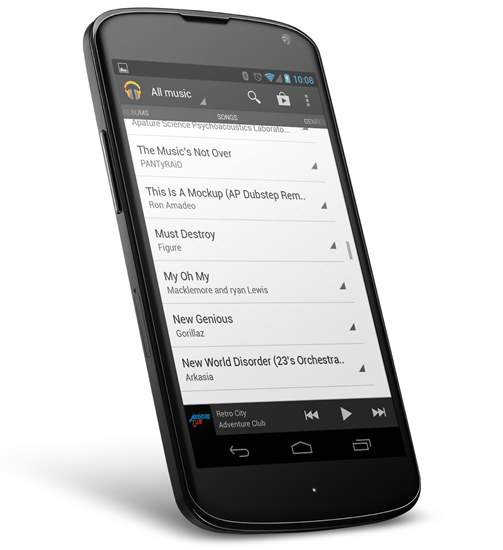 10:08
All music
ALBUMS
SONGS
GENRES
Apature Science Psychoacoustics Laborato...
The Music's Not Over
PANTyRAiD
This Is A Mockup (AP Dubstep Rem..
Ron Amadeo
Must Destroy
Figure
My Oh My
Macklemore and ryan Lewis
New Genious
Gorillaz
New World Disorder (23's Orchestra..
Arkasia
ADVENTURE
CLUB
Retro City
Adventure Club